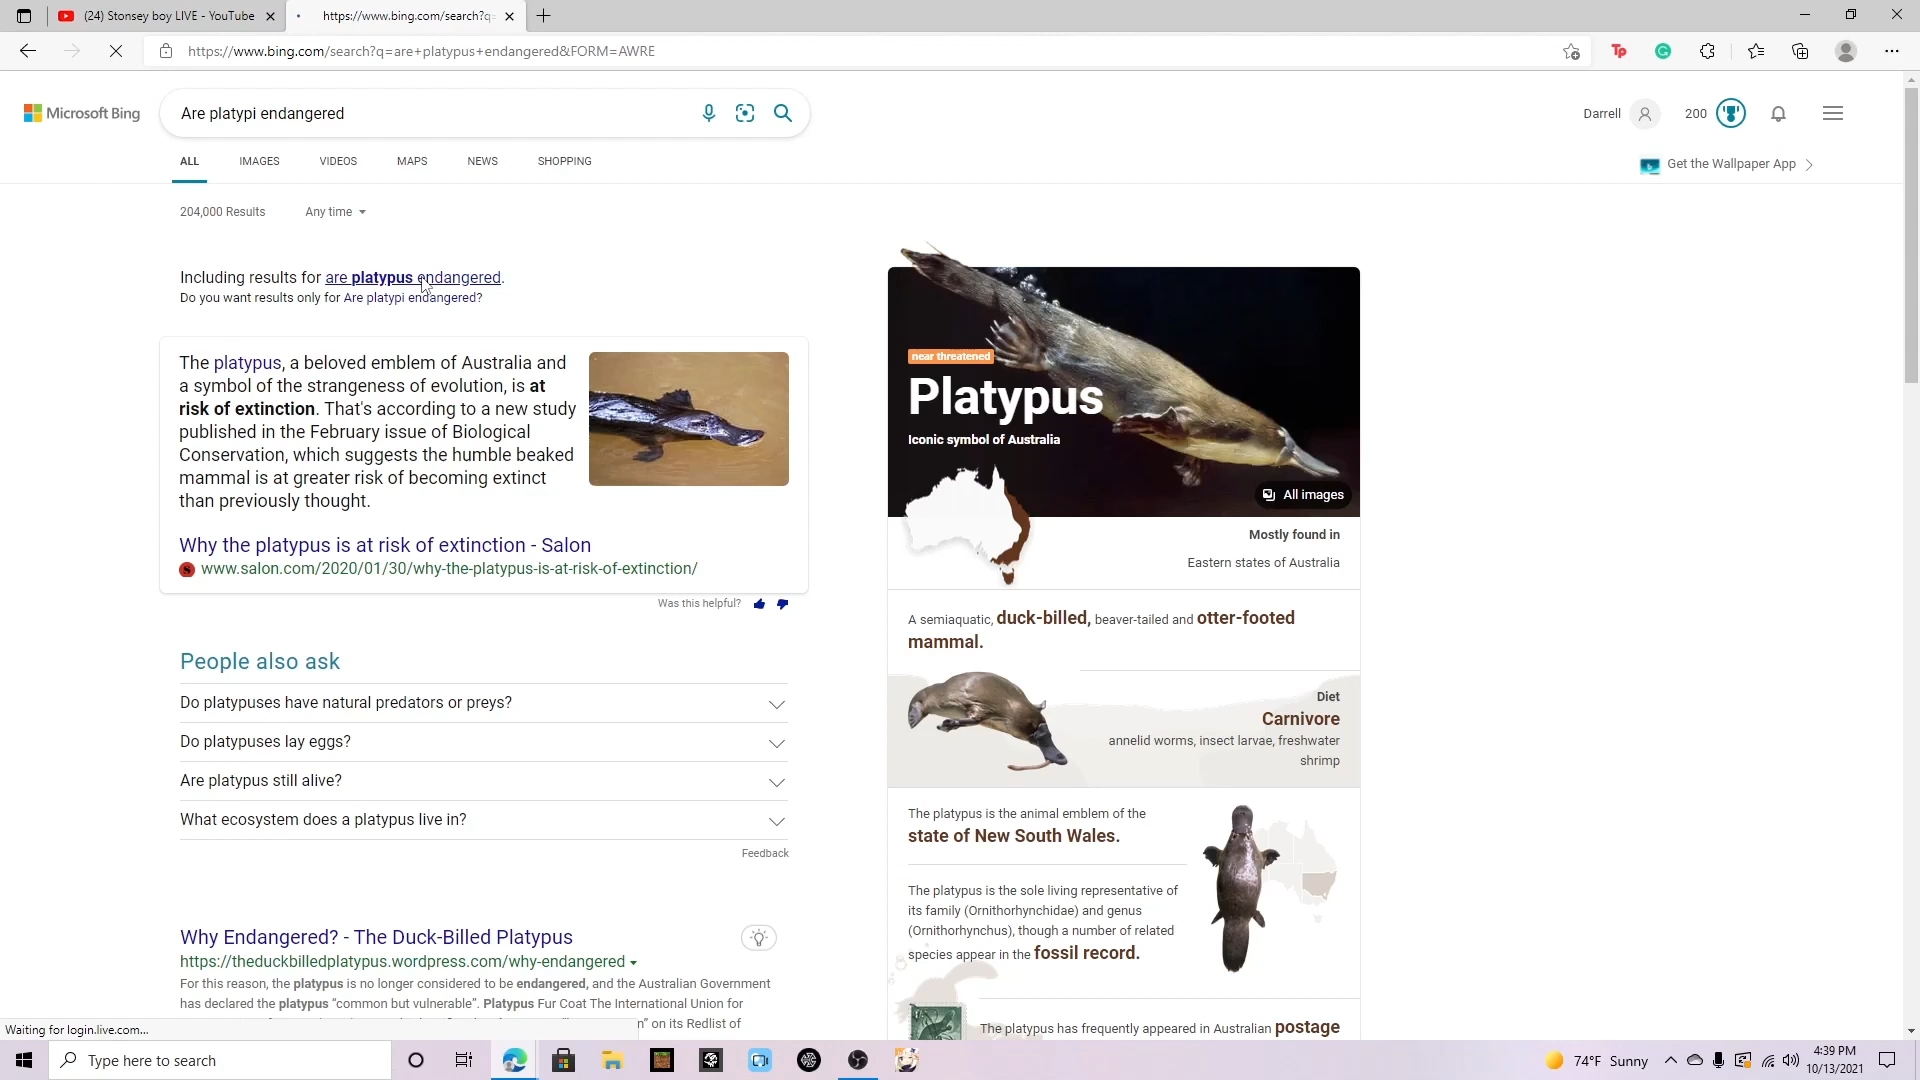 (24) Stonsey boy LIVE - YouTube
https://www.bing.com/search?q=
https://www.bing.com/search?q=are+platypus+endangered&FORM=AWRE
Microsoft Bing
Are platypi endangered
Darrell
200
ALL
IMAGES
VIDEOS
MAPS
NEWS
SHOPPING
Get the Wallpaper App
204,000 Results
Any time
Including results for are platypus endangered.
Do you want results only for Are platypi endangered?
The platypus, a beloved emblem of Australia and
a symbol of the strangeness of evolution, is at
risk of extinction. That's according to a new study
published in the February issue of Biological
Conservation, which suggests the humble beaked
mammal is at greater risk of becoming extinct
than previously thought.
Why the platypus is at risk of extinction - Salon
www.salon.com/2020/01/30/why-the-platypus-is-at-risk-of-extinction/
Was this helpful?
People also ask
Do platypuses have natural predators or preys?
Do platypuses lay eggs?
Are platypus still alive?
What ecosystem does a platypus live in?
Feedback
Why Endangered? - The Duck-Billed Platypus
https://theduckbilledplatypus.wordpress.com/why-endangered
For this reason, the platypus is no longer considered to be endangered, and the Australian Government
has declared the platypus “common but vulnerable”. Platypus Fur Coat The International Union for
n” on its Redlist of
near threatened
Platypus
Iconic symbol of Australia
All images
Mostly found in
Eastern states of Australia
A semiaquatic, duck-billed, beaver-tailed and otter-footed
mammal.
Diet
Carnivore
annelid worms, insect larvae, freshwater
shrimp
The platypus is the animal emblem of the
state of New South Wales.
The platypus is the sole living representative of
its family (Ornithorhynchidae) and genus
(Ornithorhynchus), though a number of related
species appear in the fossil record.
The platypus has frequently appeared in Australian postage
Waiting for login.live.com...
Type here to search
74°F Sunny
4:39 PM
10/13/2021